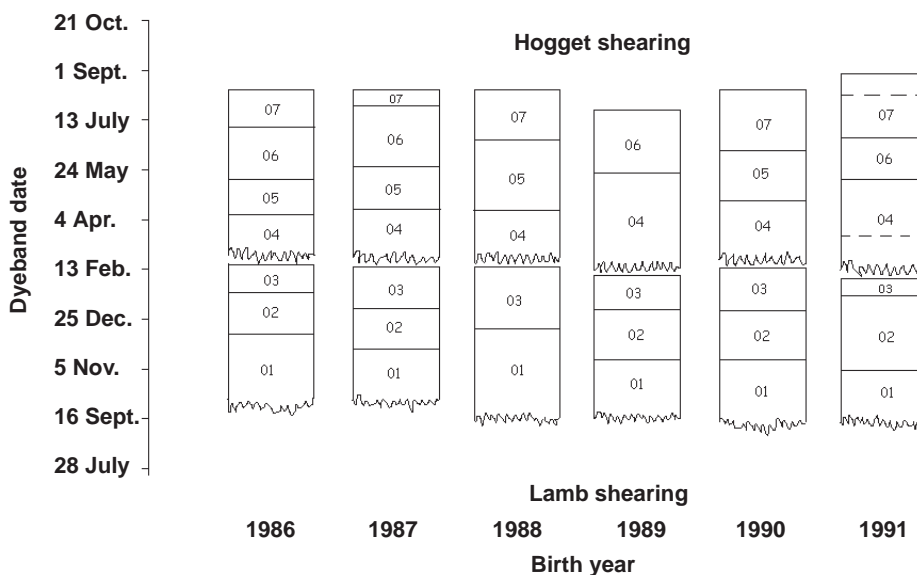 21 Oct.
Hogget shearing
1 Sept.
13 July
24 May
4 Apr.
13 Feb.
25 Dec.
5 Nov.
16 Sept.
28 July
Dyeband date
07
06
05
04
03
02
01
07
06
05
04
03
02
01
07
05
04
03
01
06
04
03
02
01
07
05
04
03
02
01
07
06
04
03
02
01
Lamb shearing
1986 1987 1988 1989 1990 1991
Birth year